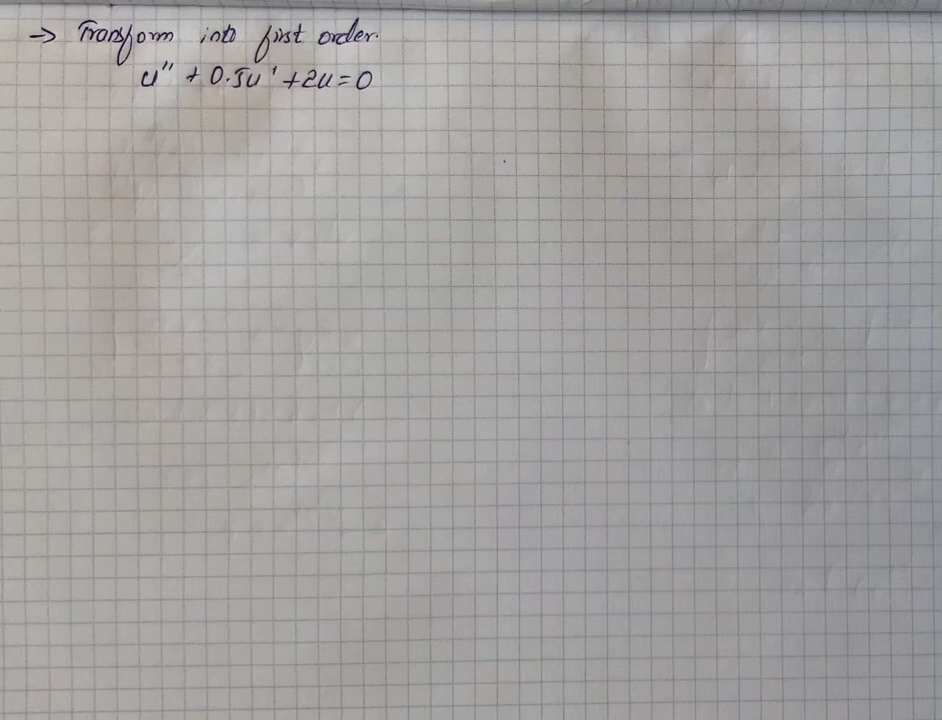 → Transform into first order.
u'' + 0.5u' + 2u = 0